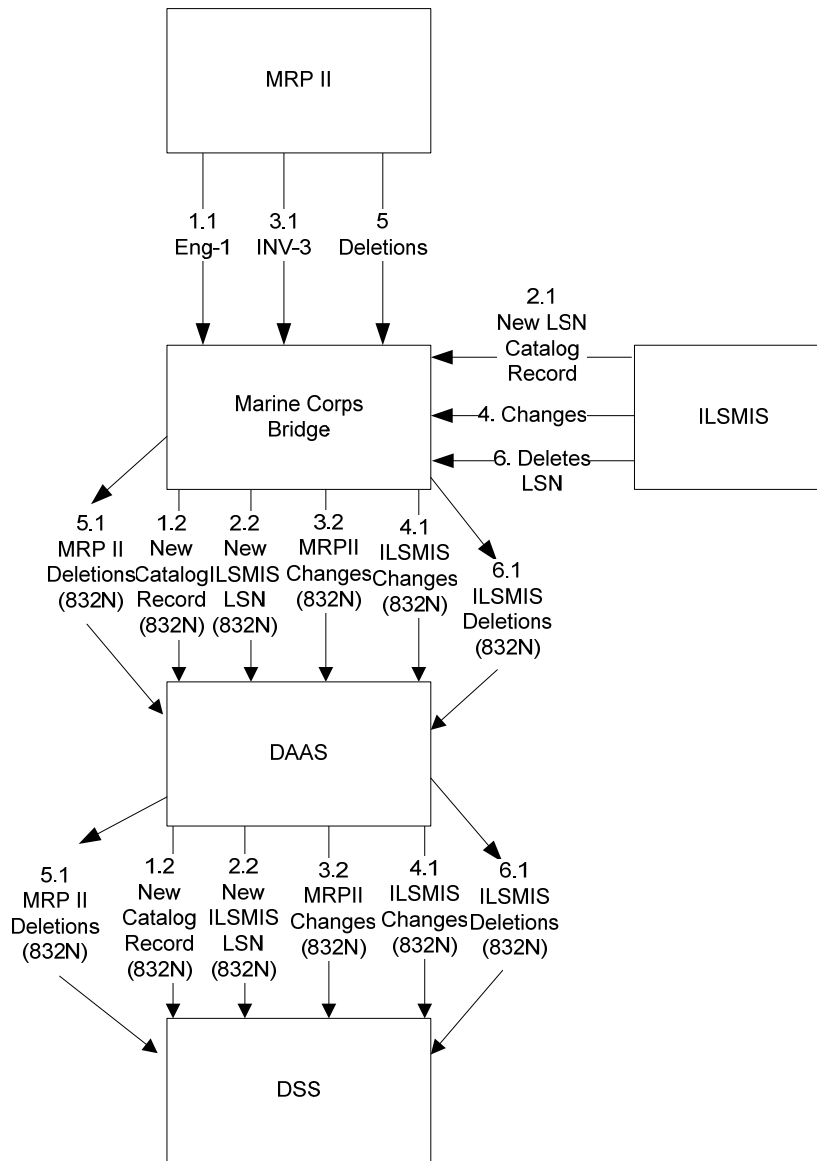 MRP II
1.1
Eng-1
3.1
INV-3
5
Deletions
2.1
New LSN
Catalog
Record
4. Changes
6. Deletes
LSN
Marine Corps
Bridge
ILSMIS
5.1
MRP II
Deletions
(832N)
1.2
New
Catalog
Record
(832N)
2.2
New
ILSMIS
LSN
(832N)
3.2
MRPII
Changes
(832N)
4.1
ILSMIS
Changes
(832N)
6.1
ILSMIS
Deletions
(832N)
DAAS
5.1
MRP II
Deletions
(832N)
1.2
New
Catalog
Record
(832N)
2.2
New
ILSMIS
LSN
(832N)
3.2
MRPII
Changes
(832N)
4.1
ILSMIS
Changes
(832N)
6.1
ILSMIS
Deletions
(832N)
DSS